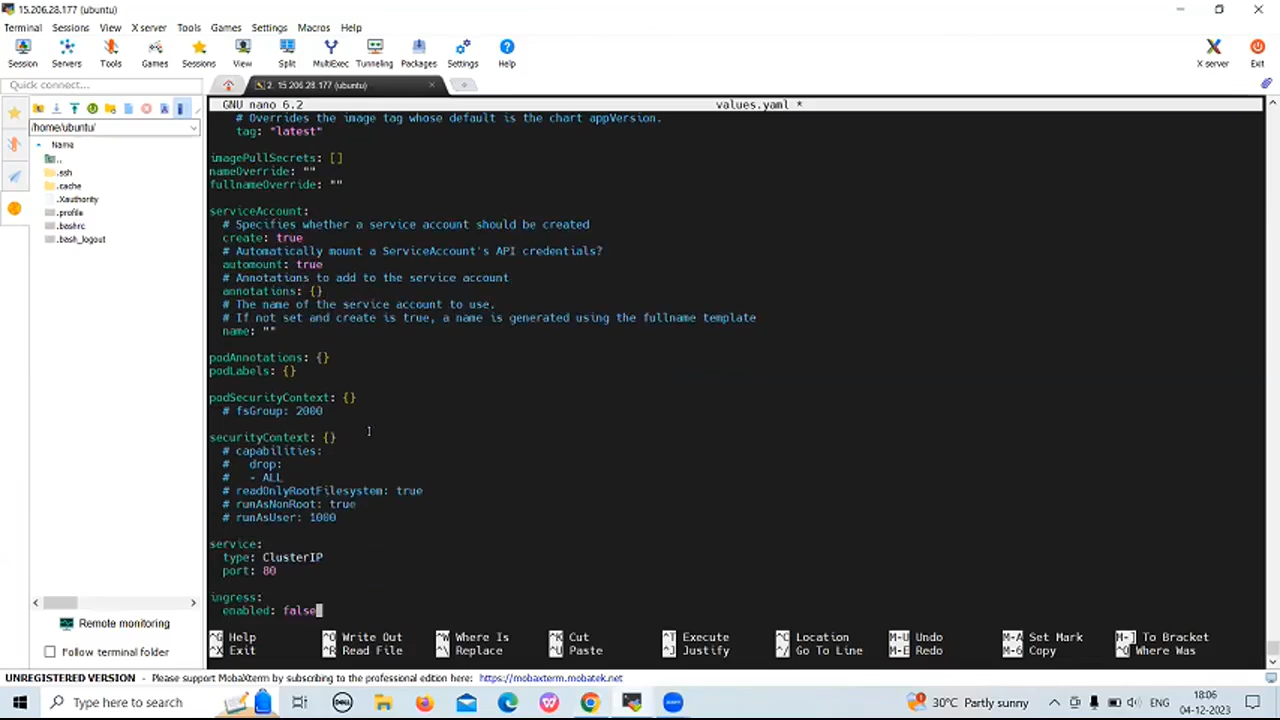 15.206.28.177 (ubuntu)
Terminal Sessions View X server Tools Games Settings Macros Help
Session Servers Tools Games Sessions View Split MultiExec Tunneling Packages Settings Help X server Exit
Quick connect...
2. 15.206.28.177 (ubuntu)
/home/ubuntu/
Name
..
.ssh
.cache
.Xauthority
.profile
.bashrc
.bash_logout
Remote monitoring
Follow terminal folder
GNU nano 6.2 values.yaml *
# Overrides the image tag whose default is the chart appVersion.
tag: "latest"
imagePullSecrets: []
nameOverride: ""
fullnameOverride: ""
serviceAccount:
# Specifies whether a service account should be created
create: true
# Automatically mount a ServiceAccount's API credentials?
automount: true
# Annotations to add to the service account
annotations: {}
# The name of the service account to use.
# If not set and create is true, a name is generated using the fullname template
name: ""
podAnnotations: {}
podLabels: {}
podSecurityContext: {}
# fsGroup: 2000
securityContext: {}
# capabilities:
#   drop:
#   - ALL
# readOnlyRootFilesystem: true
# runAsNonRoot: true
# runAsUser: 1000
service:
type: ClusterIP
port: 80
ingress:
enabled: false
^G Help ^O Write Out ^W Where Is ^K Cut ^T Execute ^C Location M-U Undo M-A Set Mark M-] To Bracket
^X Exit ^R Read File ^\ Replace ^U Paste ^J Justify ^/ Go To Line M-E Redo M-6 Copy ^Q Where Was
UNREGISTERED VERSION - Please support MobaXterm by subscribing to the professional edition here: https://mobaxterm.mobatek.net
Type here to search
DELL
zoom
30°C Partly sunny
ENG
18:06
04-12-2023